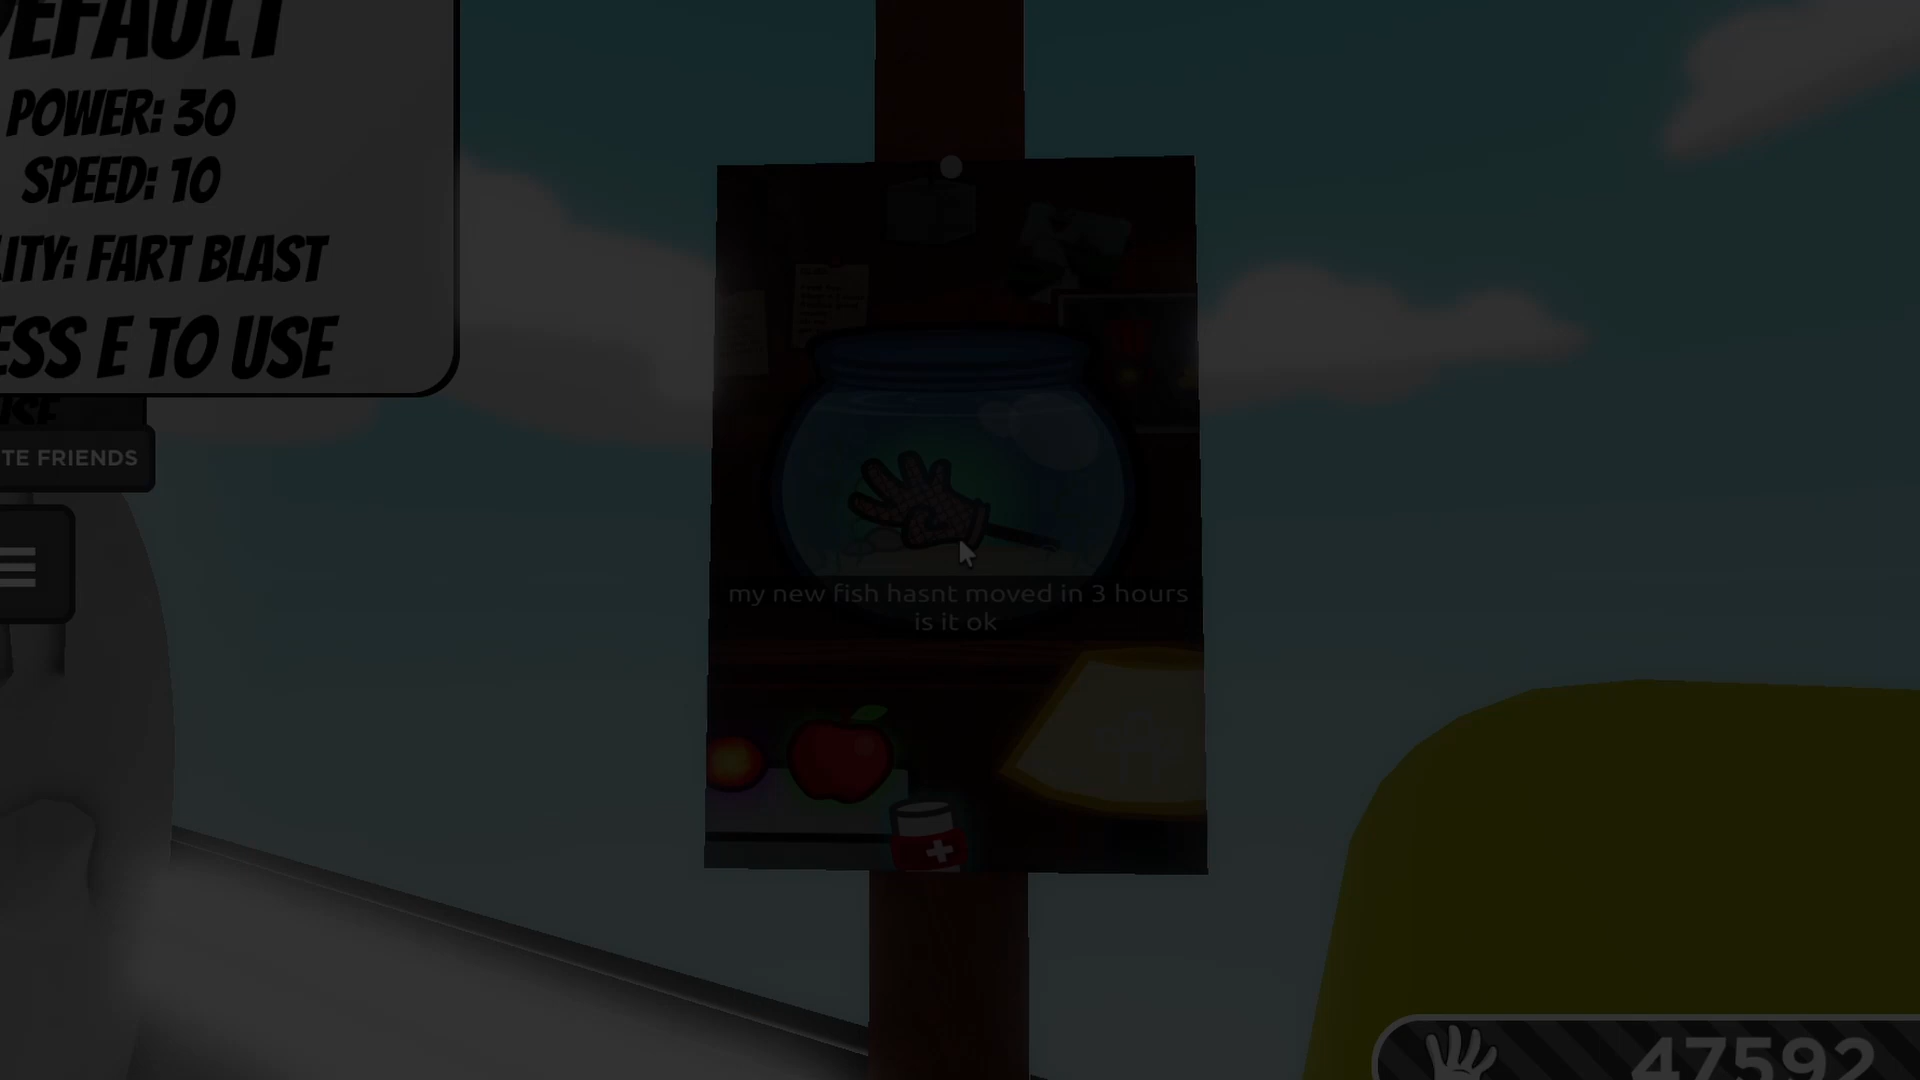 EFAULT
POWER: 30
SPEED: 10
LITY: FART BLAST
ESS E TO USE
USE
TE FRIENDS
my new fish hasnt moved in 3 hours
is it ok
47592